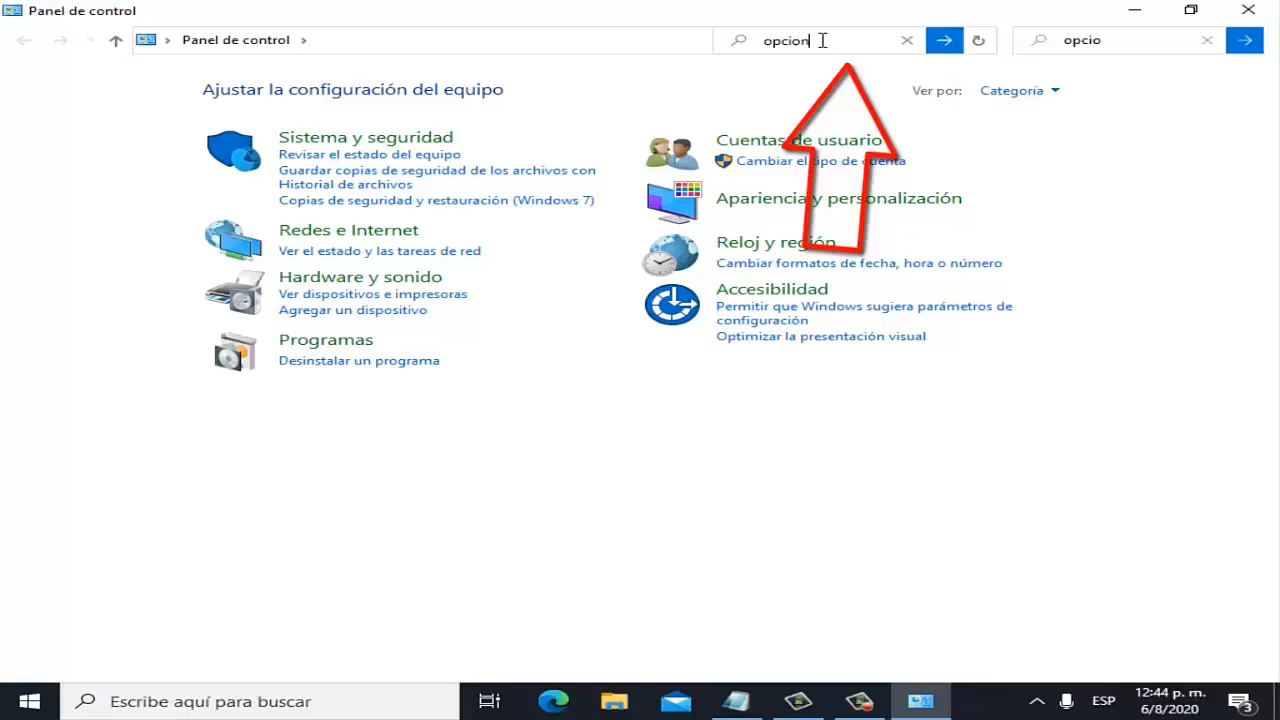 Panel de control
Panel de control
opcion
opcio
Ajustar la configuración del equipo
Ver por:
Categoría
Sistema y seguridad
Revisar el estado del equipo
Guardar copias de seguridad de los archivos con
Historial de archivos
Copias de seguridad y restauración (Windows 7)
Redes e Internet
Ver el estado y las tareas de red
Hardware y sonido
Ver dispositivos e impresoras
Agregar un dispositivo
Programas
Desinstalar un programa
Cuentas de usuario
Cambiar el tipo de cuenta
Apariencia y personalización
Reloj y región
Cambiar formatos de fecha, hora o número
Accesibilidad
Permitir que Windows sugiera parámetros de
configuración
Optimizar la presentación visual
Escribe aquí para buscar
ESP
12:44 p. m.
6/8/2020
3